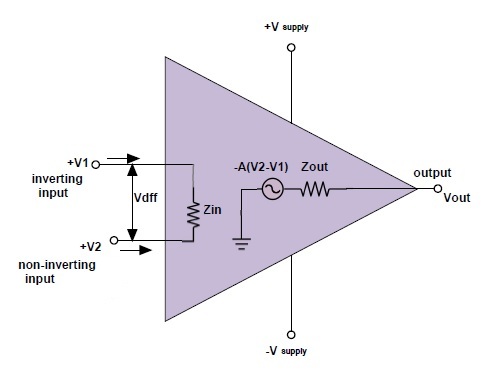 +V supply
+V1
inverting
input
Vdff
Zin
-A(V2-V1) Zout
output
Vout
+V2
non-inverting
input
-V supply